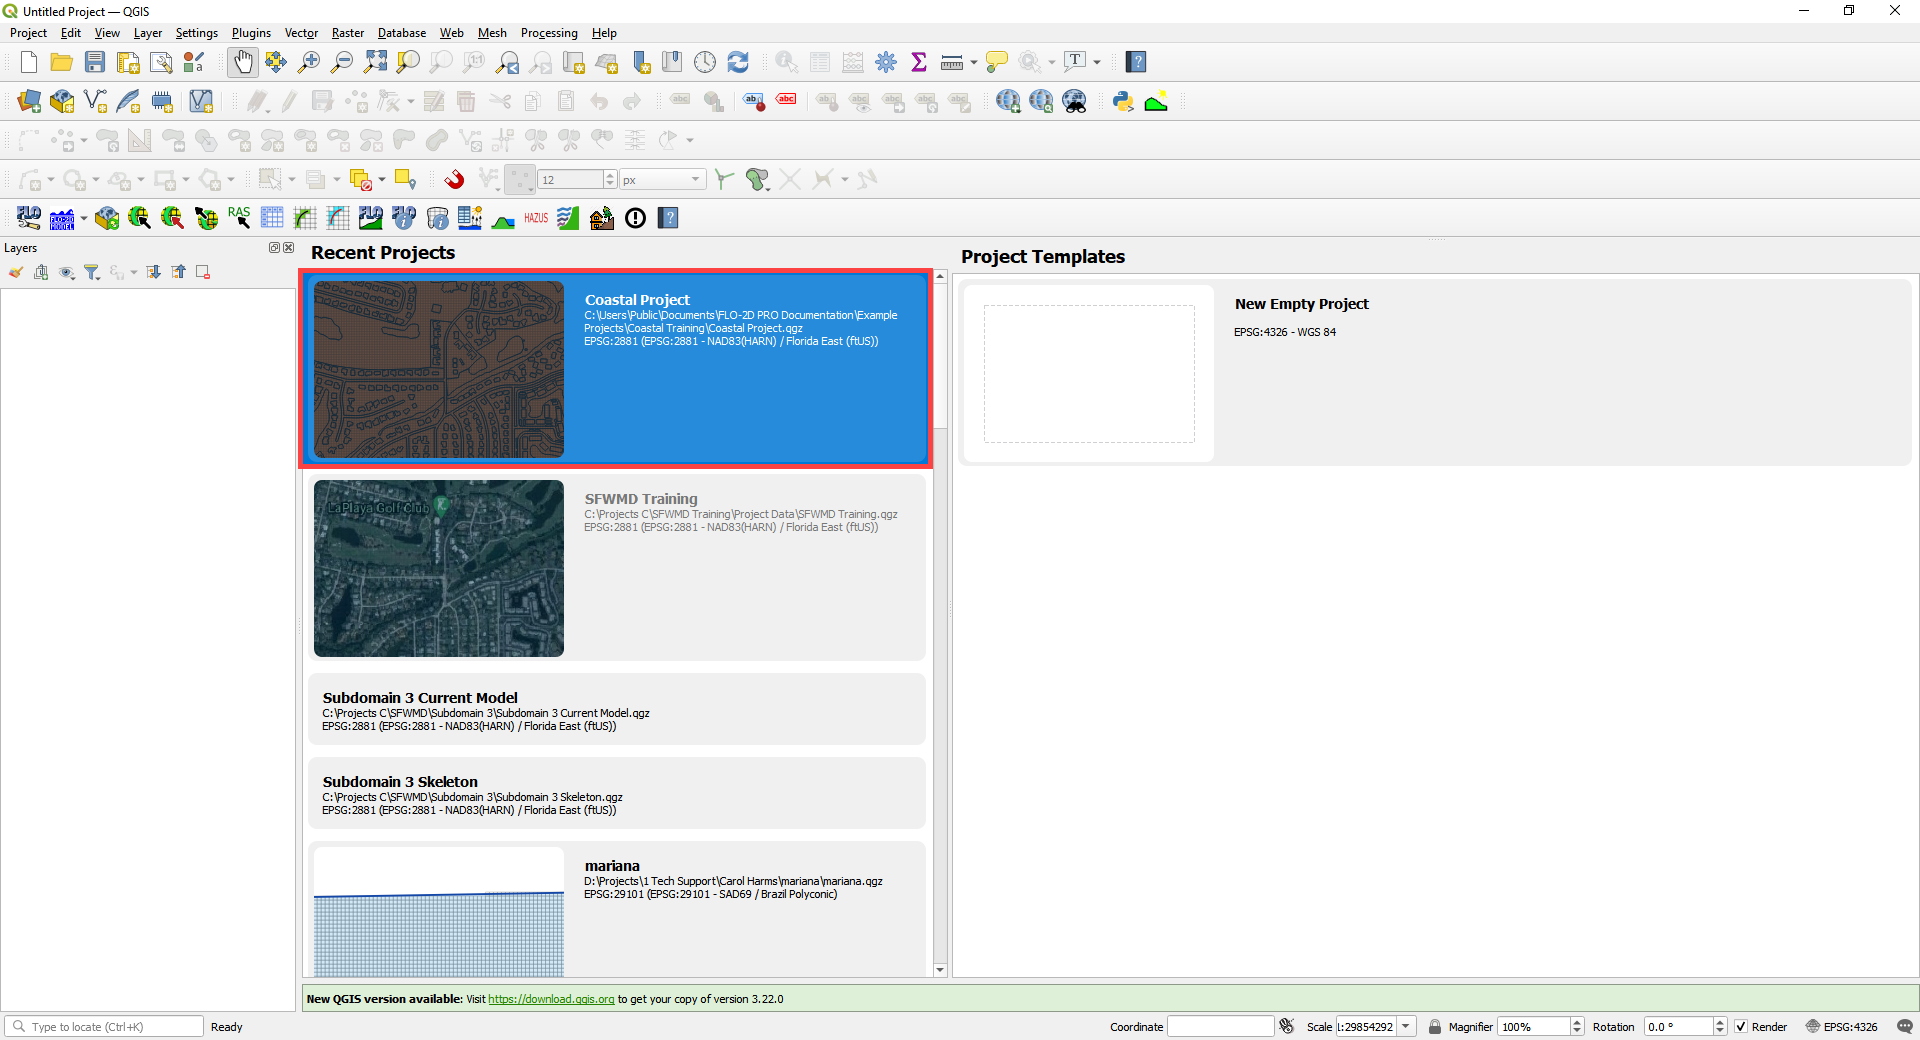 Untitled Project — QGIS
Project Edit View Layer Settings Plugins Vector Raster Database Web Mesh Processing Help
12 px
RAS HAZUS
Layers
Recent Projects
Coastal Project
C:\Users\Public\Documents\FLO-2D PRO Documentation\Example
Projects\Coastal Training\Coastal Project.qgz
EPSG:2881 (EPSG:2881 - NAD83(HARN) / Florida East (ftUS))
LaPlaya Golf Club
SFWMD Training
C:\Projects C\SFWMD Training\Project Data\SFWMD Training.qgz
EPSG:2881 (EPSG:2881 - NAD83(HARN) / Florida East (ftUS))
Subdomain 3 Current Model
C:\Projects C\SFWMD\Subdomain 3\Subdomain 3 Current Model.qgz
EPSG:2881 (EPSG:2881 - NAD83(HARN) / Florida East (ftUS))
Subdomain 3 Skeleton
C:\Projects C\SFWMD\Subdomain 3\Subdomain 3 Skeleton.qgz
EPSG:2881 (EPSG:2881 - NAD83(HARN) / Florida East (ftUS))
mariana
D:\Projects\1 Tech Support\Carol Harms\mariana\mariana.qgz
EPSG:29101 (EPSG:29101 - SAD69 / Brazil Polyconic)
Project Templates
New Empty Project
EPSG:4326 - WGS 84
New QGIS version available: Visit https://download.qgis.org to get your copy of version 3.22.0
Type to locate (Ctrl+K) Ready Coordinate Scale 1:29854292 Magnifier 100% Rotation 0.0 ° Render EPSG:4326